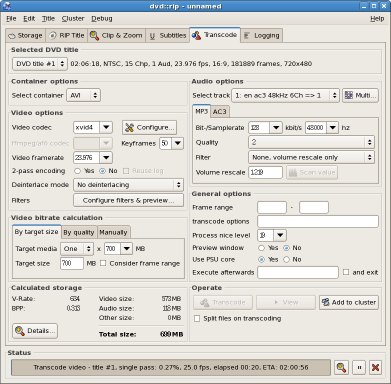 dvd::rip - unnamed
File Edit Title Cluster Debug
Storage RIP Title Clip & Zoom Subtitles Transcode Logging
Selected DVD title
DVD title #1 02:06:18, NTSC, 15 Chp, 1 Aud, 23.976 fps, 16:9, 181889 frames, 720x480
Container options
Select container AVI
Video options
Video codec xvid4 Configure...
ffmpeg/af6 codec Keyframes 50
Video framerate 23.976
2-pass encoding Yes No Reuse log
Deinterlace mode No deinterlacing
Filters Configure filters & preview...
Video bitrate calculation
By target size By quality Manually
Target media One x 700 MB
Target size 700 MB Consider frame range
Calculated storage
V-Rate: 634 Video size: 573MB
BPP: 0.313 Audio size: 113MB
Other size: 0MB
Details... Total size: 699MB
Audio options
Select track 1: en ac3 48kHz 6Ch => 1 Multi...
MP3 AC3
Bit-/Samplerate 128 kbit/s 48000 hz
Quality 2
Filter None, volume rescale only
Volume rescale Scan value
General options
Frame range -
transcode options
Process nice level 19
Preview window Yes No
Use PSU core Yes No
Execute afterwards and exit
Operate
Transcode View Add to cluster
Split files on transcoding
Status
Transcode video - title #1, single pass: 0.27%, 25.0 fps, elapsed 00:20, ETA: 02:00:56